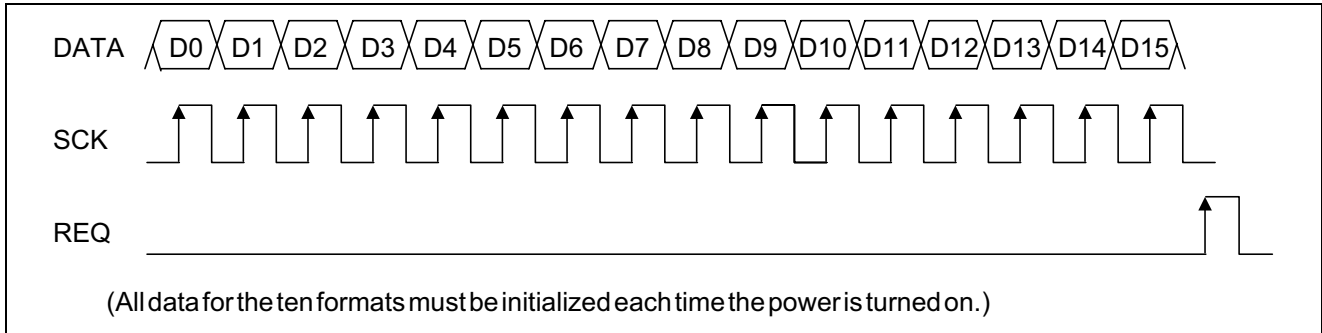 DATA D0 D1 D2 D3 D4 D5 D6 D7 D8 D9 D10 D11 D12 D13 D14 D15
SCK
REQ
(All data for the ten formats must be initialized each time the power is turned on.)